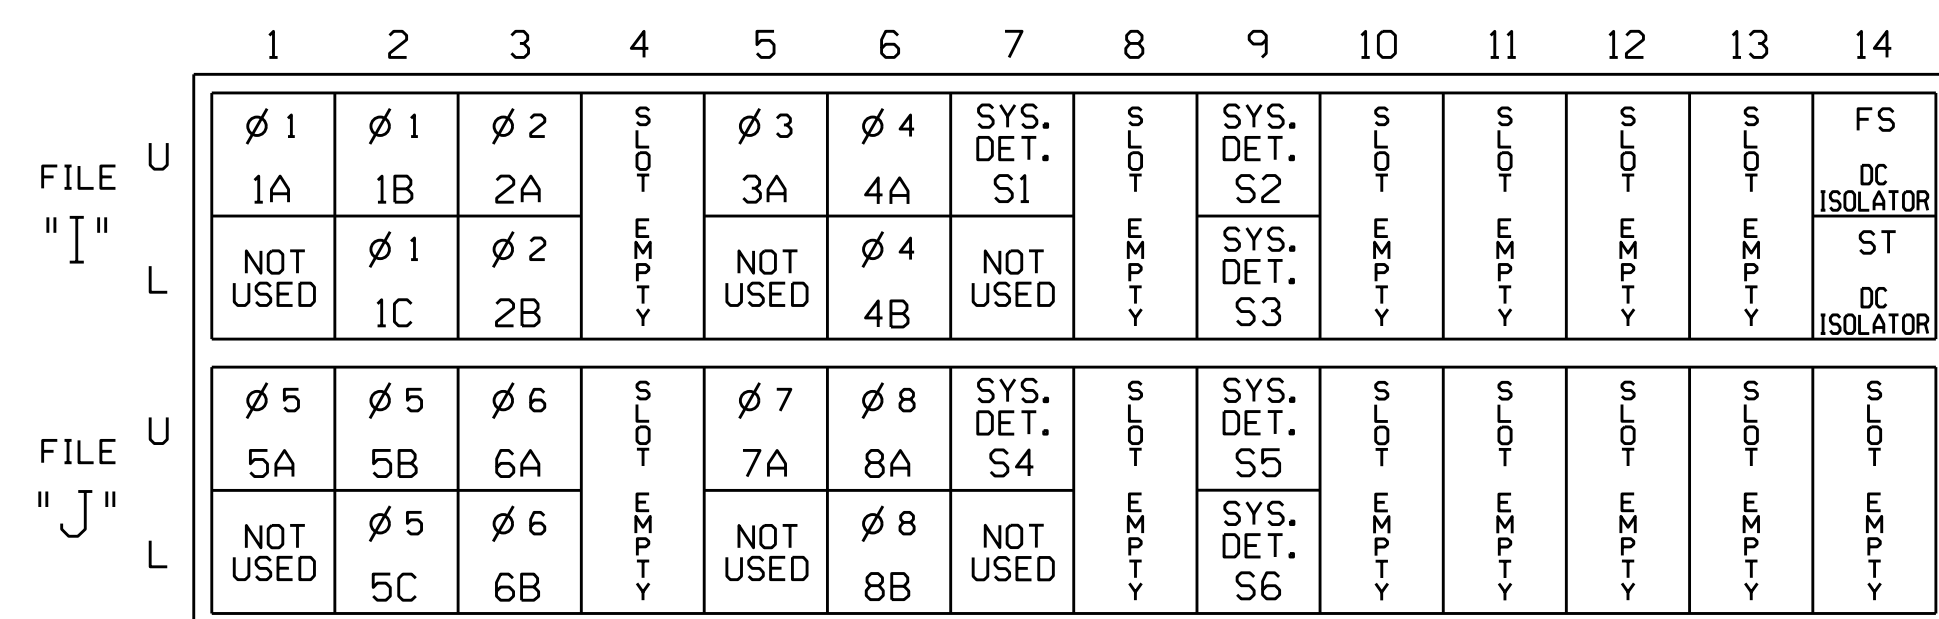 1 2 3 4 5 6 7 8 9 10 11 12 13 14
FILE "I"
U
ø 1 1A
ø 1 1B
ø 2 2A
SLOT EMPTY
ø 3 3A
ø 4 4A
SYS. DET. S1
SLOT EMPTY
SYS. DET. S2
SLOT EMPTY
SLOT EMPTY
SLOT EMPTY
SLOT EMPTY
FS DC ISOLATOR
L
NOT USED
ø 1 1C
ø 2 2B
NOT USED
ø 4 4B
NOT USED
SYS. DET. S3
ST DC ISOLATOR
FILE "J"
U
ø 5 5A
ø 5 5B
ø 6 6A
SLOT EMPTY
ø 7 7A
ø 8 8A
SYS. DET. S4
SLOT EMPTY
SYS. DET. S5
SLOT EMPTY
SLOT EMPTY
SLOT EMPTY
SLOT EMPTY
SLOT EMPTY
L
NOT USED
ø 5 5C
ø 6 6B
NOT USED
ø 8 8B
NOT USED
SYS. DET. S6